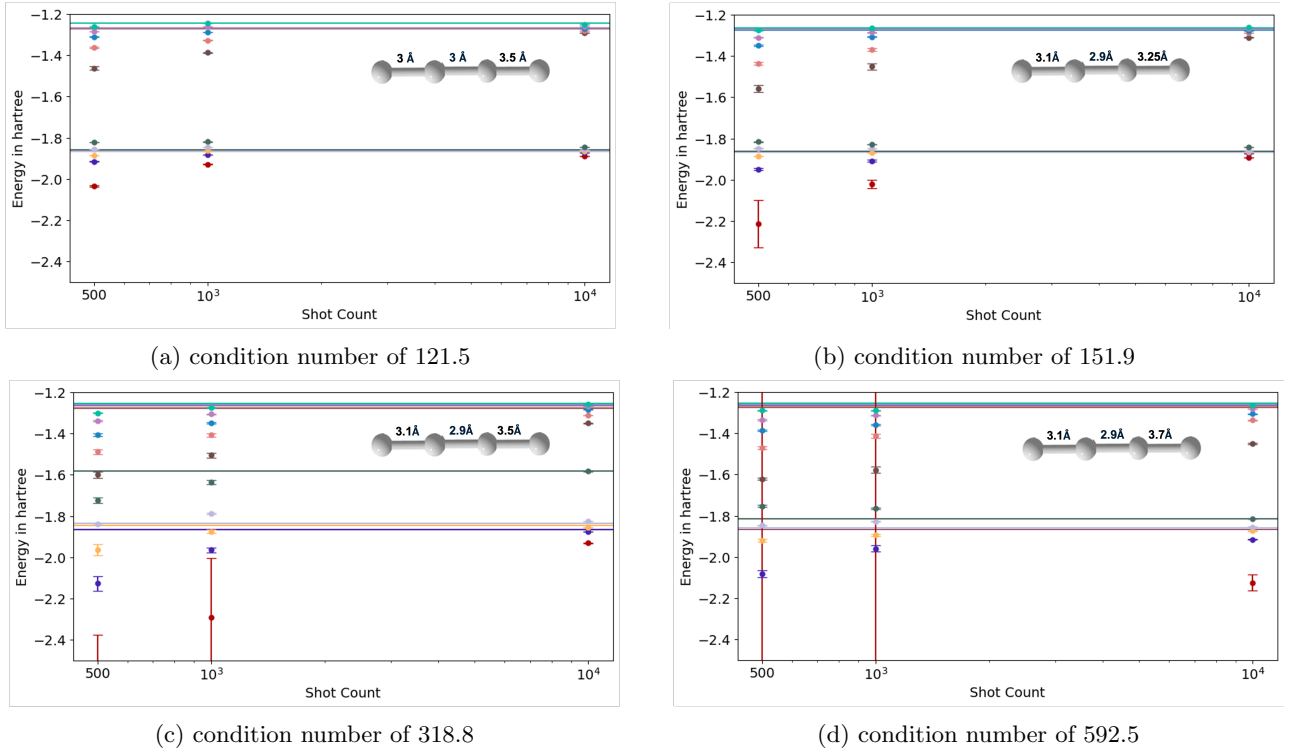 −1.2
−1.4
−1.6
−1.8
−2.0
−2.2
−2.4
Energy in hartree
3 Å 3 Å 3.5 Å
500 10³ 10⁴
Shot Count
(a) condition number of 121.5
−1.2
−1.4
−1.6
−1.8
−2.0
−2.2
−2.4
Energy in hartree
3.1Å 2.9Å 3.25Å
500 10³ 10⁴
Shot Count
(b) condition number of 151.9
−1.2
−1.4
−1.6
−1.8
−2.0
−2.2
−2.4
Energy in hartree
3.1Å 2.9Å 3.5Å
500 10³ 10⁴
Shot Count
(c) condition number of 318.8
−1.2
−1.4
−1.6
−1.8
−2.0
−2.2
−2.4
Energy in hartree
3.1Å 2.9Å 3.7Å
500 10³ 10⁴
Shot Count
(d) condition number of 592.5